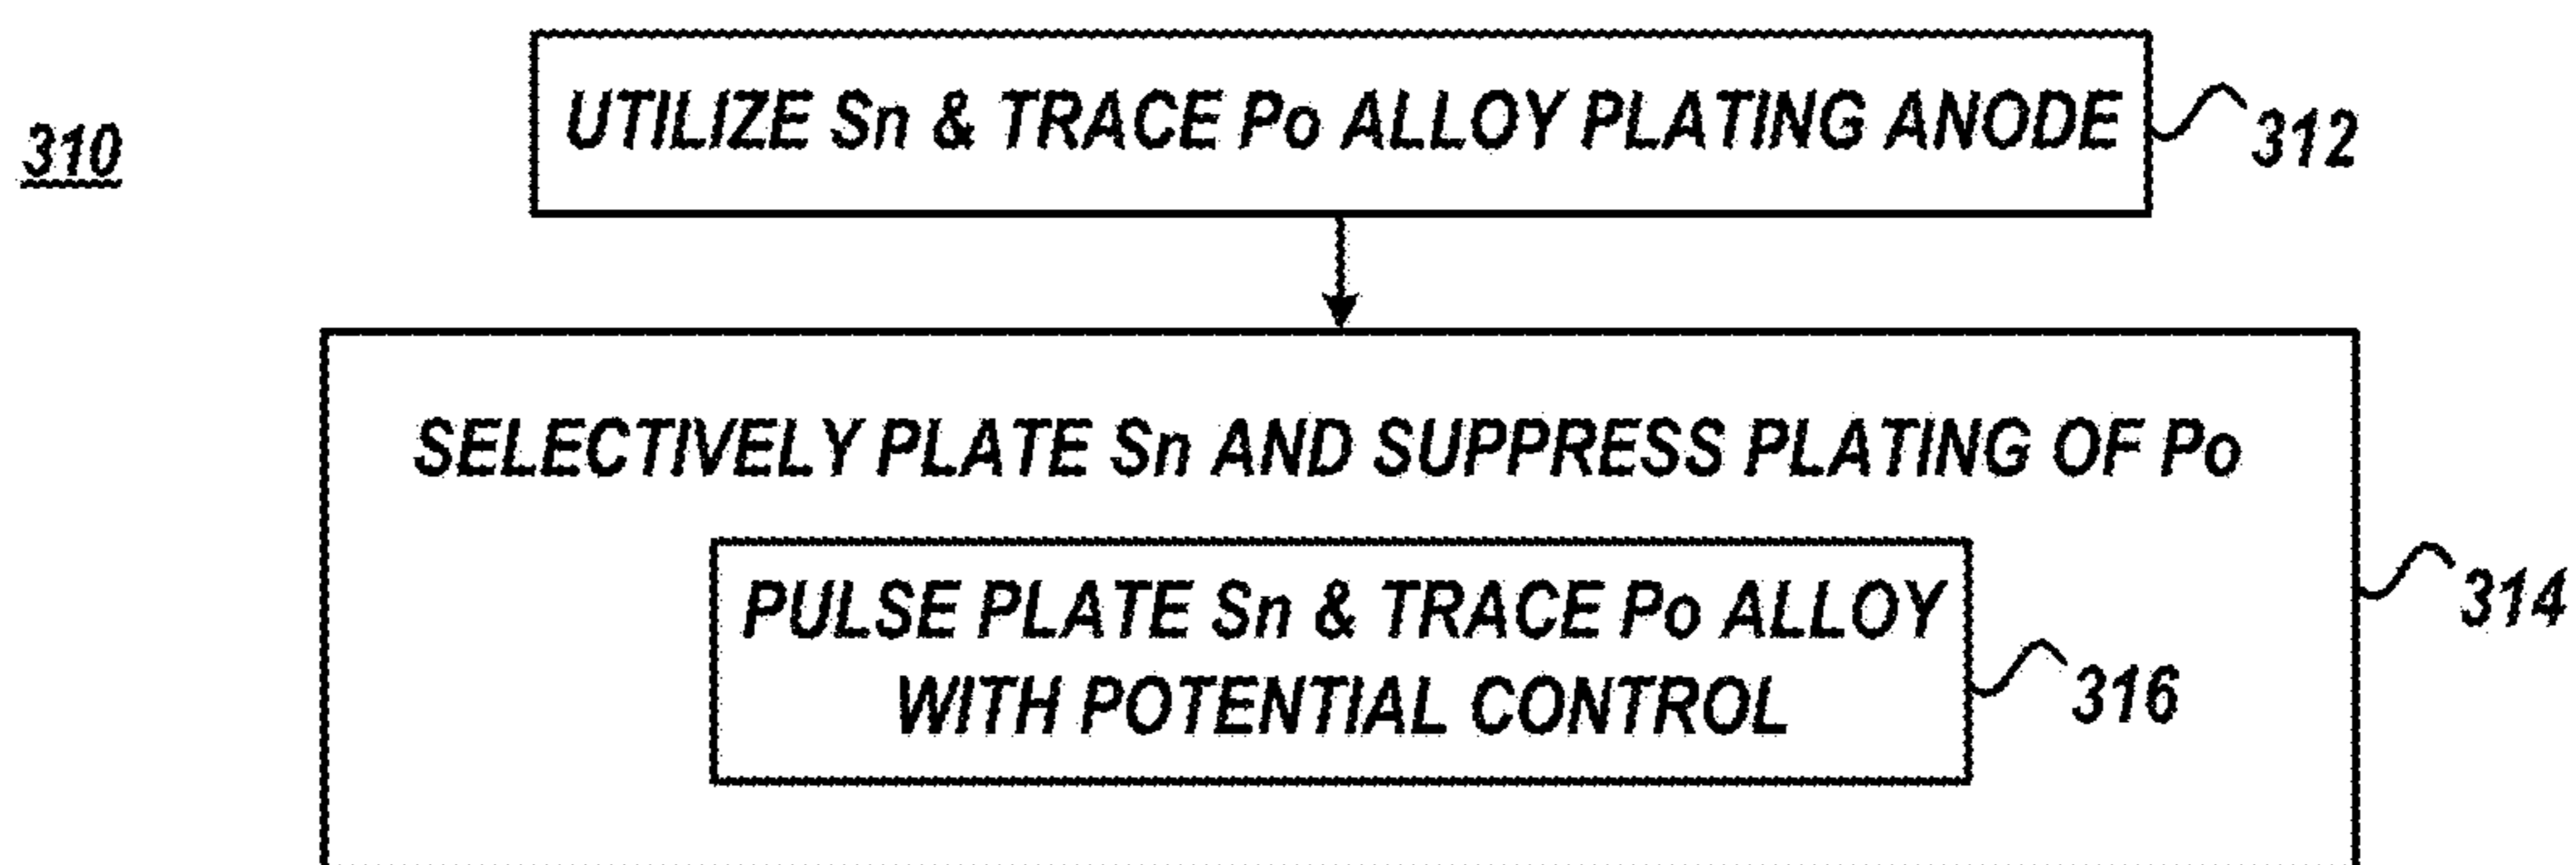 310
UTILIZE Sn & TRACE Po ALLOY PLATING ANODE
312
SELECTIVELY PLATE Sn AND SUPPRESS PLATING OF Po
314
PULSE PLATE Sn & TRACE Po ALLOY
WITH POTENTIAL CONTROL
316